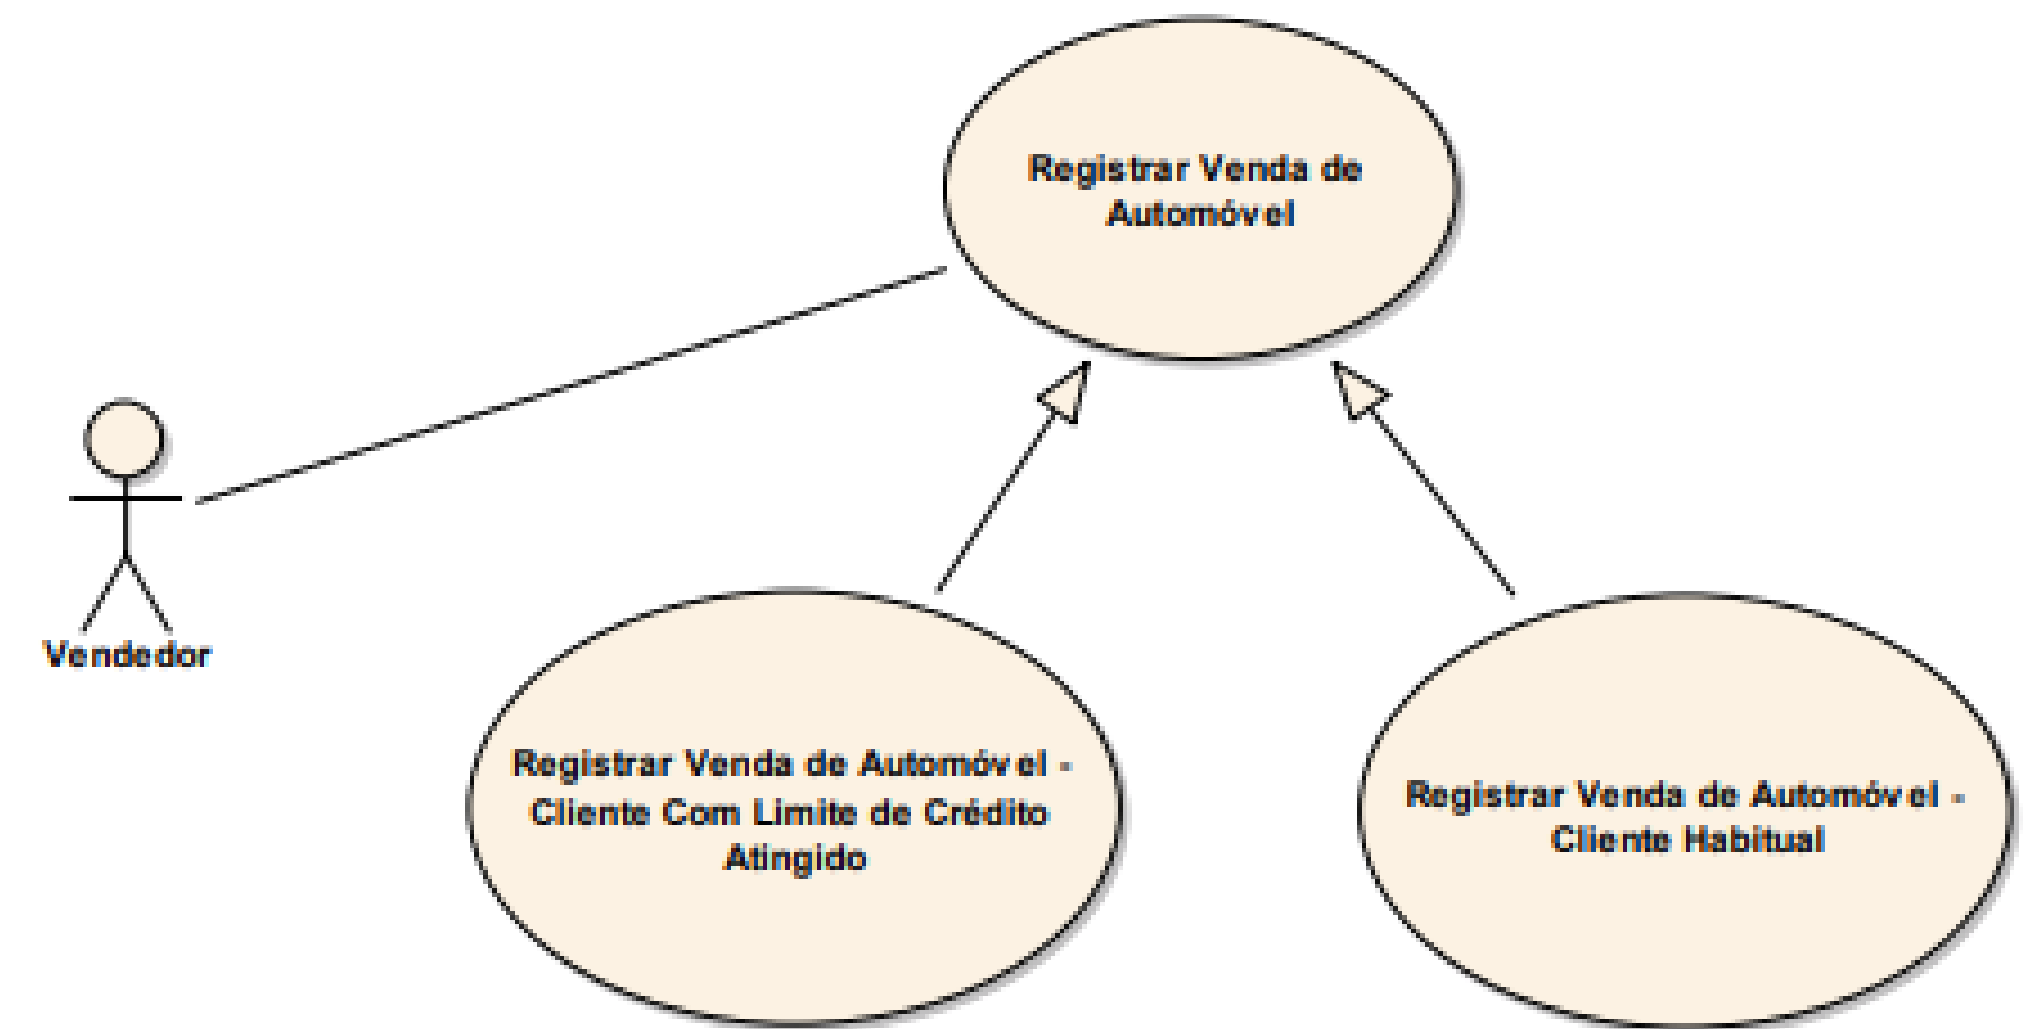 Registrar Venda de
Automóvel
Vendedor
Registrar Venda de Automóvel -
Cliente Com Limite de Crédito
Atingido
Registrar Venda de Automóvel -
Cliente Habitual